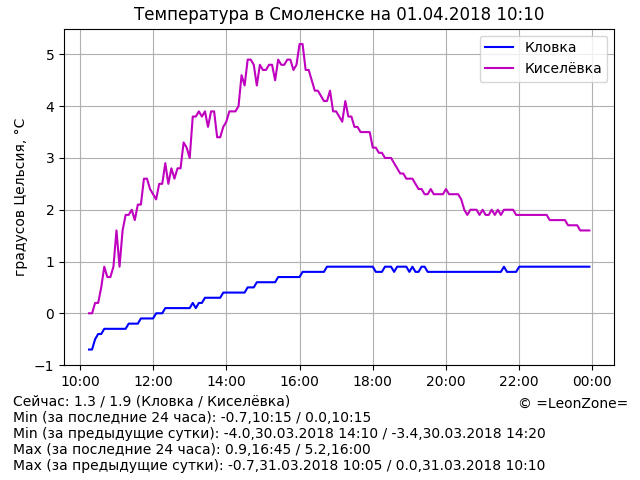 Температура в Смоленске на 01.04.2018 10:10
Кловка
Киселёвка
градусов Цельсия, °C
5
4
3
2
1
0
−1
10:00 12:00 14:00 16:00 18:00 20:00 22:00 00:00
Сейчас: 1.3 / 1.9 (Кловка / Киселёвка)
© =LeonZone=
Min (за последние 24 часа): -0.7,10:15 / 0.0,10:15
Min (за предыдущие сутки): -4.0,30.03.2018 14:10 / -3.4,30.03.2018 14:20
Max (за последние 24 часа): 0.9,16:45 / 5.2,16:00
Max (за предыдущие сутки): -0.7,31.03.2018 10:05 / 0.0,31.03.2018 10:10